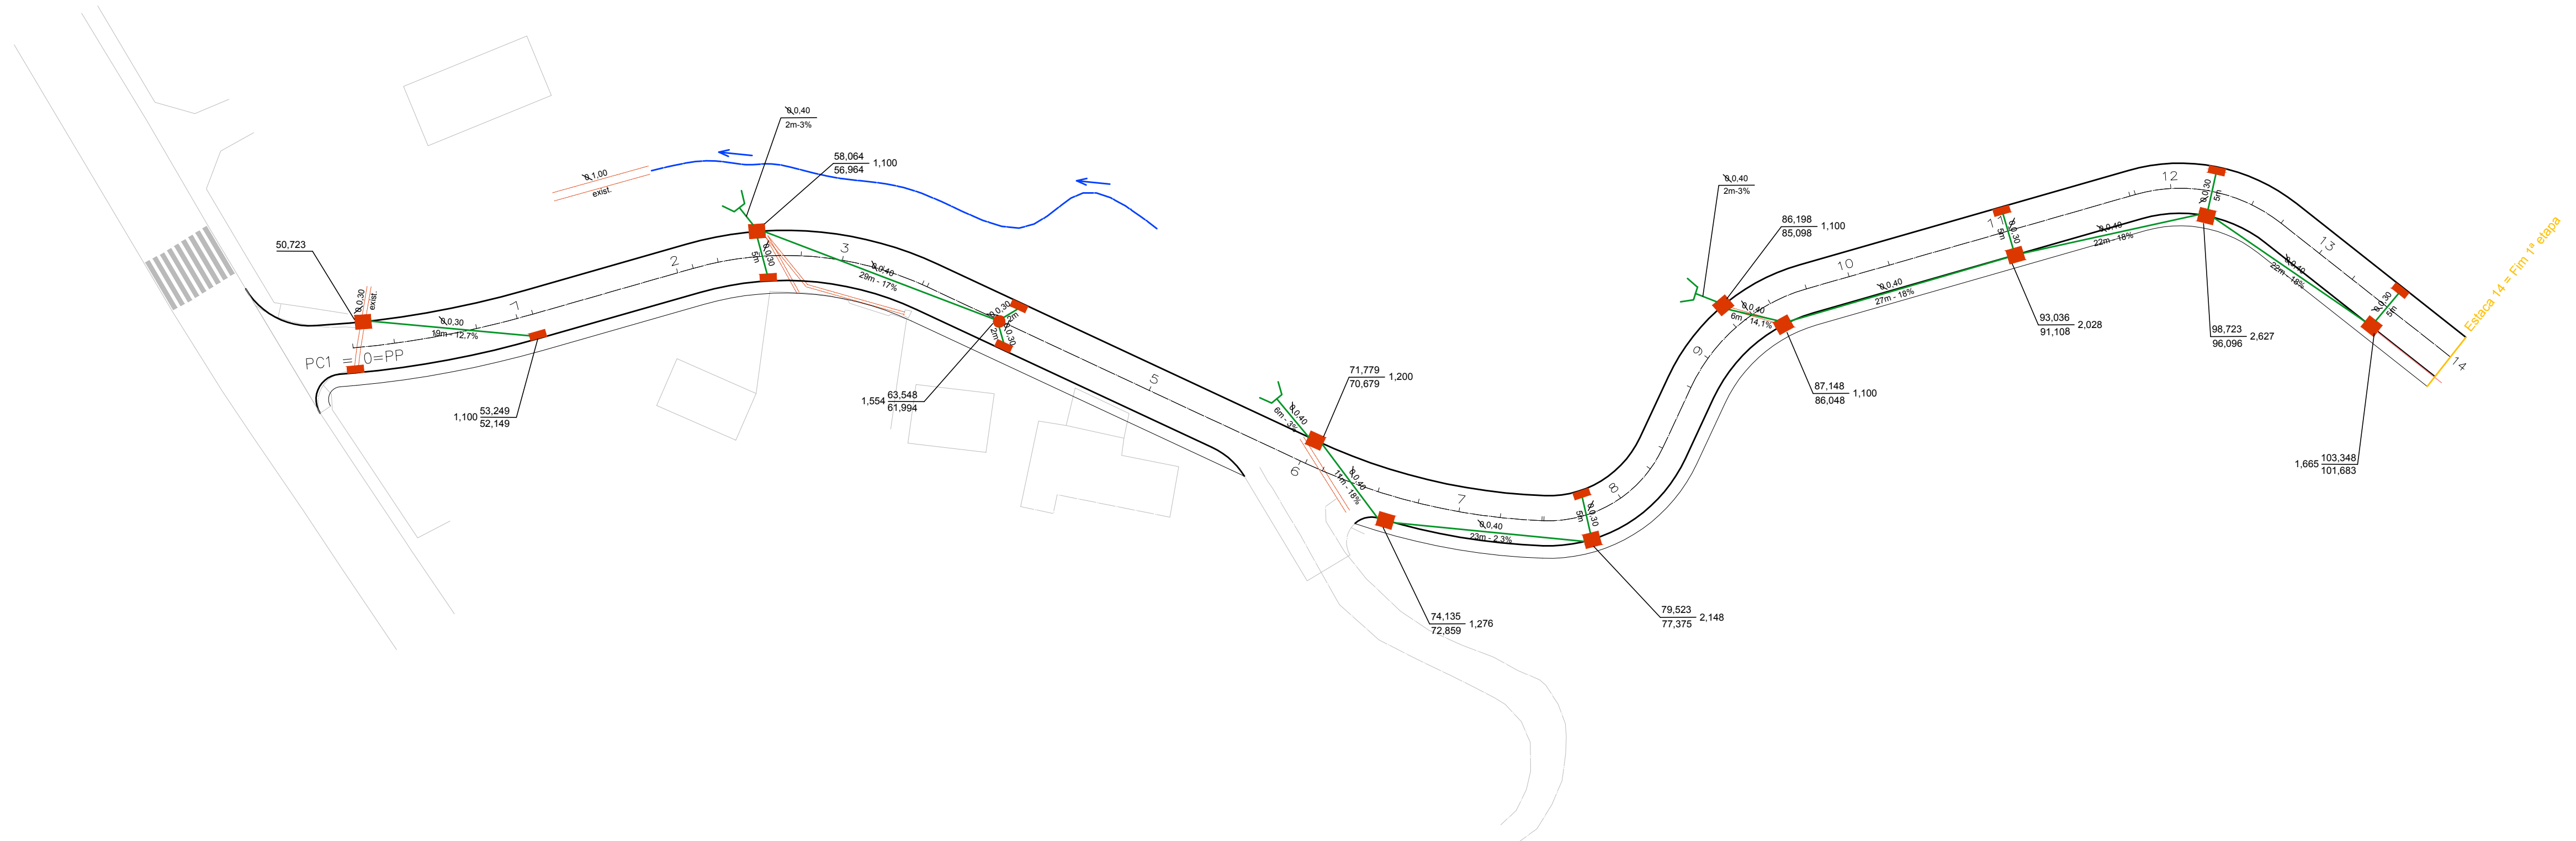 Ø 0,40
2m-3%
58,064
56,964
1,100
Ø 1,00
exist.
50,723
Ø 0,30
exist.
Ø 0,30
19m - 12,7%
PC1 = 0=PP
1
2
3
Ø 0,30
5m
Ø 0,40
29m - 17%
Ø 0,30
2m
Ø 0,30
2m
1,100
53,249
52,149
1,554
63,548
61,994
5
6
71,779
70,679
1,200
Ø 0,40
6m - 3%
Ø 0,40
11m - 18%
7
Ø 0,40
23m - 2,3%
Ø 0,30
5m
8
74,135
72,859
1,276
79,523
77,375
2,148
9
Ø 0,40
2m-3%
86,198
85,098
1,100
Ø 0,40
6m - 14,1%
87,148
86,048
1,100
10
Ø 0,40
27m - 18%
11
Ø 0,30
5m
93,036
91,108
2,028
Ø 0,40
22m - 18%
12
Ø 0,30
5m
98,723
96,096
2,627
Ø 0,40
22m - 18%
13
Ø 0,30
5m
1,665
103,348
101,683
14
Estaca 14 = Fim 1ª etapa